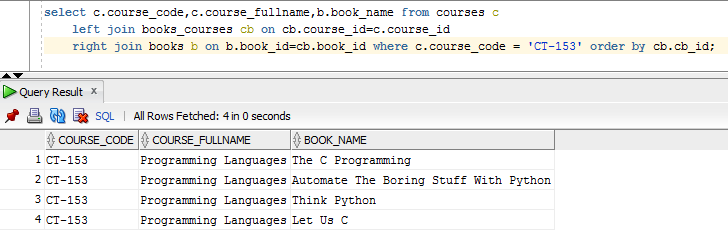 select c.course_code,c.course_fullname,b.book_name from courses c
left join books_courses cb on cb.course_id=c.course_id
right join books b on b.book_id=cb.book_id where c.course_code = 'CT-153' order by cb.cb_id;
Query Result x
SQL | All Rows Fetched: 4 in 0 seconds
COURSE_CODE COURSE_FULLNAME BOOK_NAME
1 CT-153 Programming Languages The C Programming
2 CT-153 Programming Languages Automate The Boring Stuff With Python
3 CT-153 Programming Languages Think Python
4 CT-153 Programming Languages Let Us C